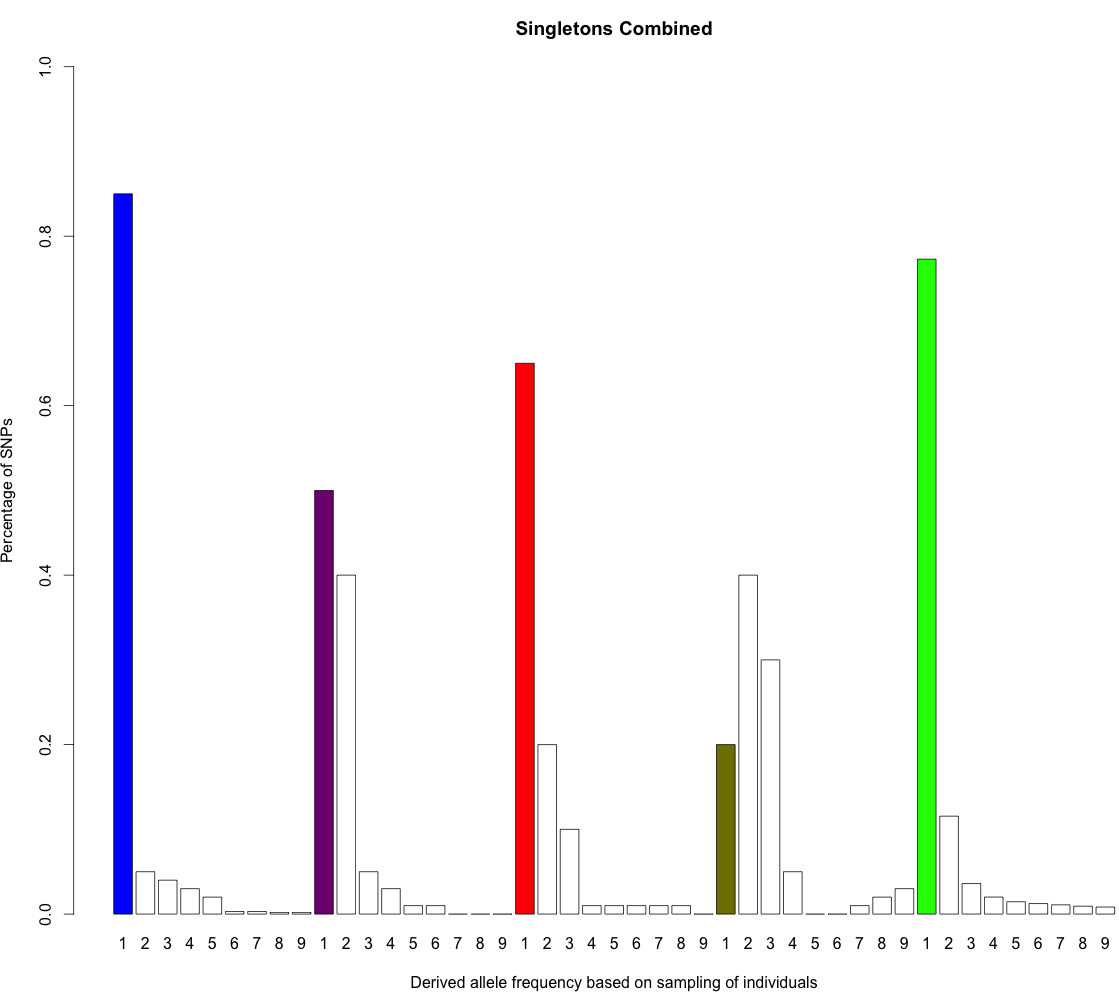 Singletons Combined
1.0
0.8
0.6
0.4
0.2
0.0
Percentage of SNPs
1 2 3 4 5 6 7 8 9 1 2 3 4 5 6 7 8 9 1 2 3 4 5 6 7 8 9 1 2 3 4 5 6 7 8 9 1 2 3 4 5 6 7 8 9
Derived allele frequency based on sampling of individuals